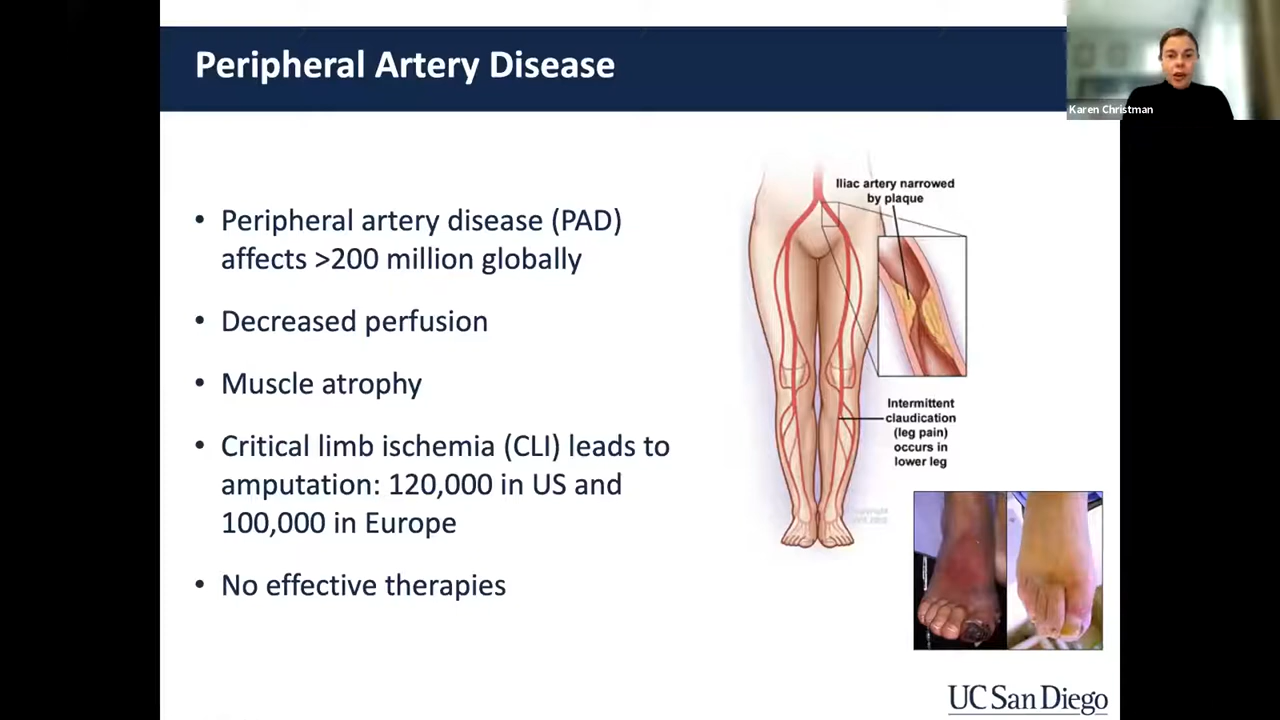 Peripheral Artery Disease
Karen Christman
• Peripheral artery disease (PAD)
affects >200 million globally
• Decreased perfusion
• Muscle atrophy
• Critical limb ischemia (CLI) leads to
amputation: 120,000 in US and
100,000 in Europe
• No effective therapies
Iliac artery narrowed
by plaque
Intermittent
claudication
(leg pain)
occurs in
lower leg
UC San Diego